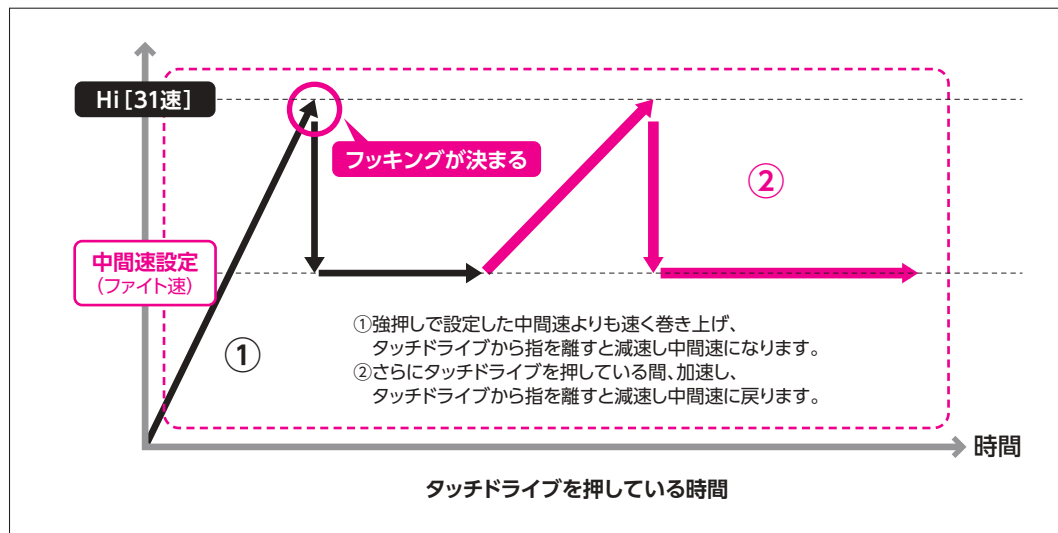 Hi［31速］
フッキングが決まる
②
中間速設定
（ファイト速）
①
①強押しで設定した中間速よりも速く巻き上げ、
タッチドライブから指を離すと減速し中間速になります。
②さらにタッチドライブを押している間、加速し、
タッチドライブから指を離すと減速し中間速に戻ります。
時間
タッチドライブを押している時間